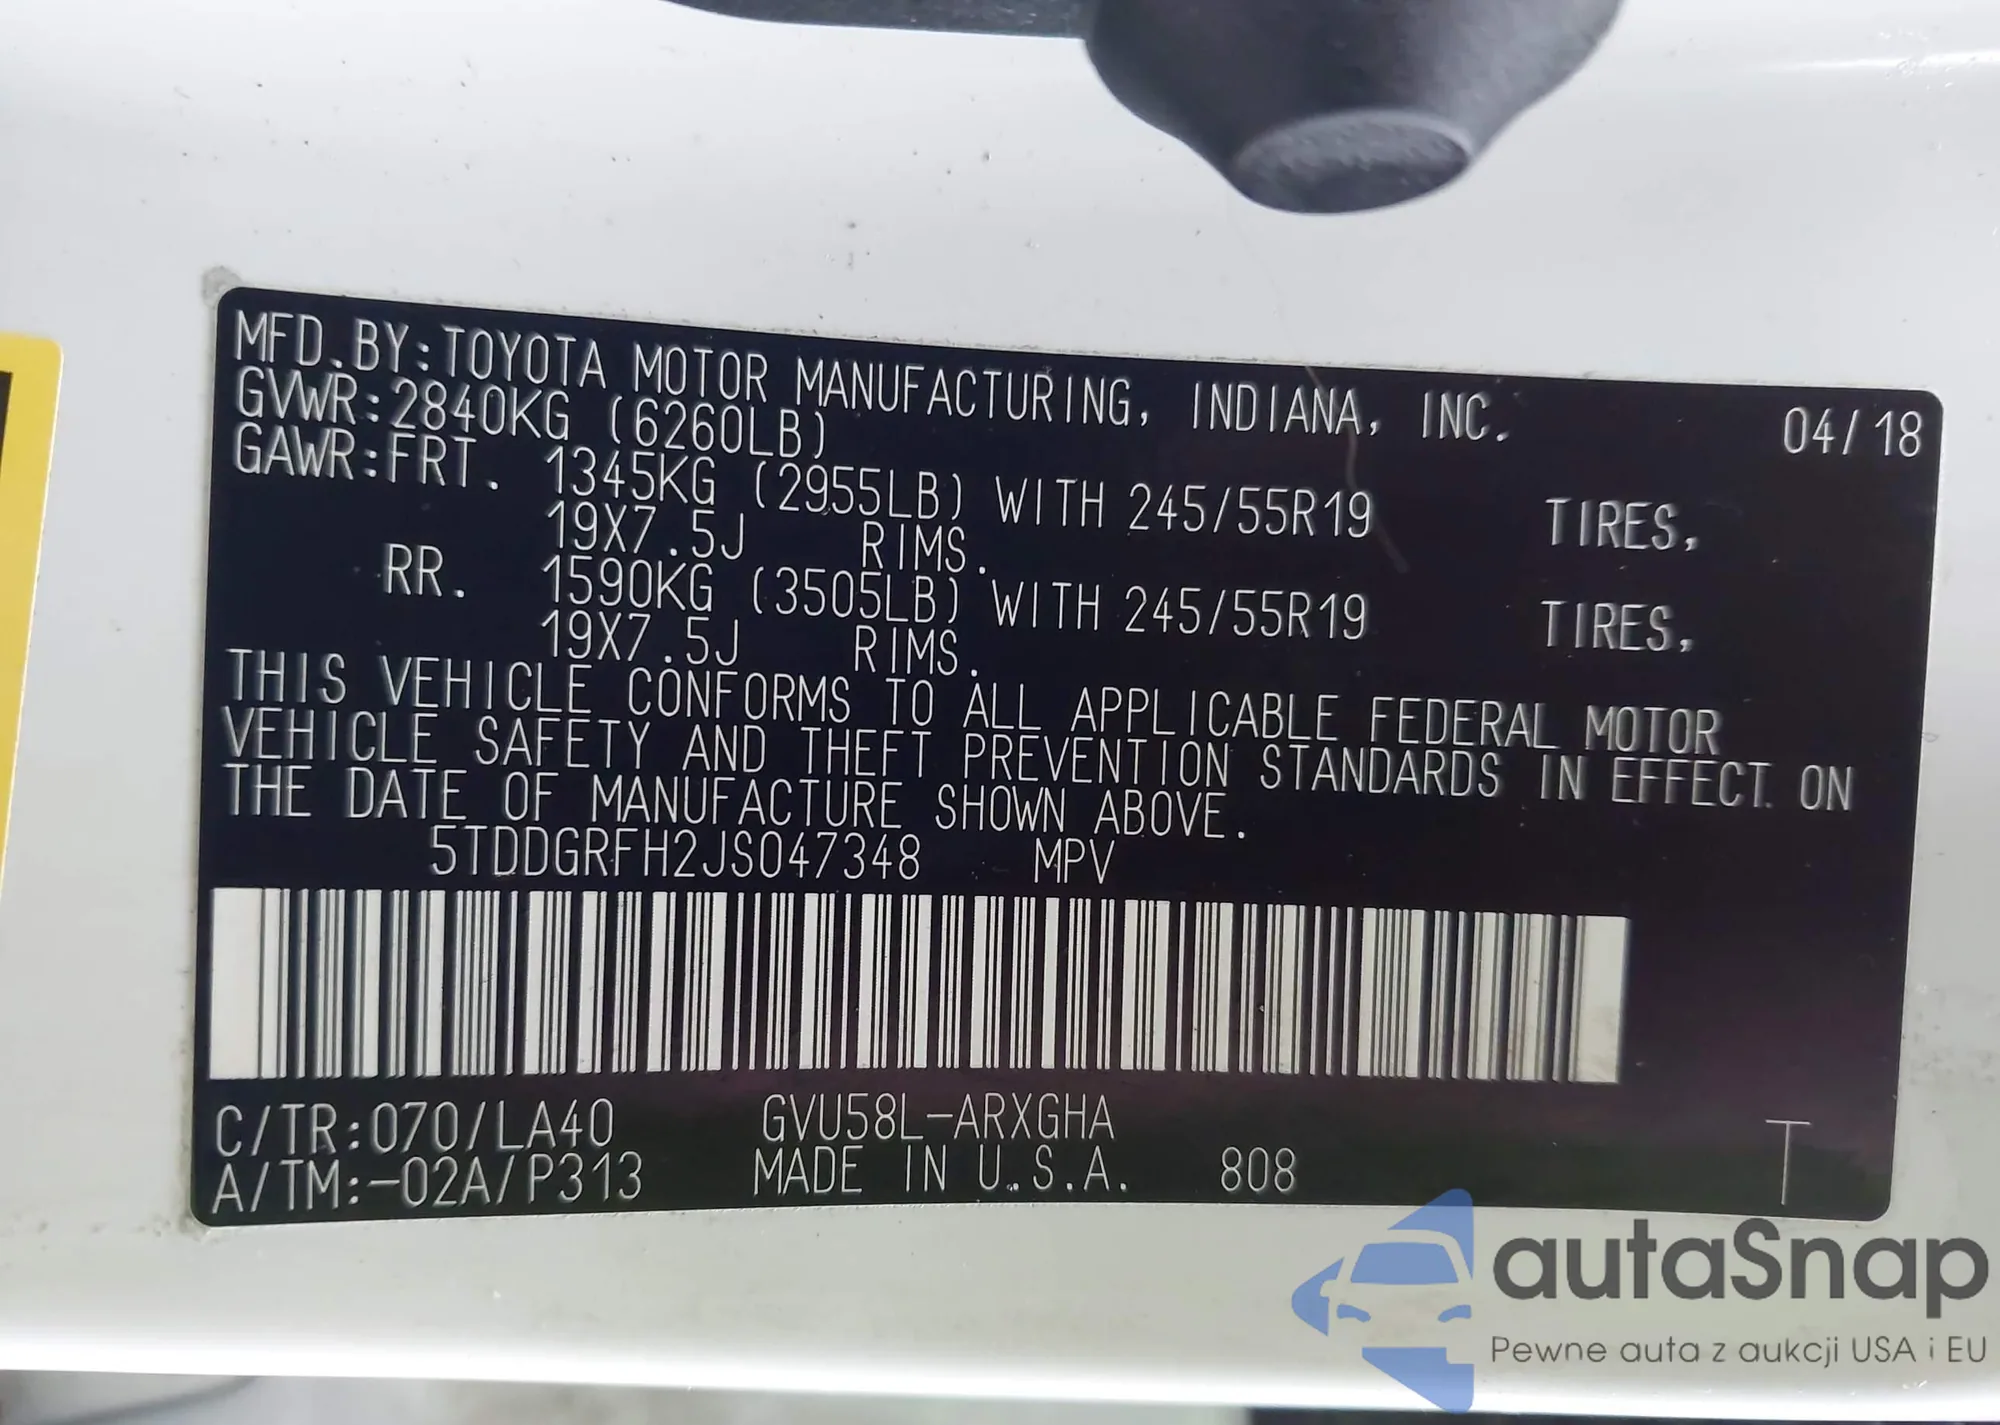 MFD.BY:TOYOTA MOTOR MANUFACTURING, INDIANA, INC. 04/18
GVWR:2840KG (6260LB)
GAWR:FRT. 1345KG (2955LB) WITH 245/55R19 TIRES,
19X7.5J RIMS.
RR. 1590KG (3505LB) WITH 245/55R19 TIRES,
19X7.5J RIMS.
THIS VEHICLE CONFORMS TO ALL APPLICABLE FEDERAL MOTOR
VEHICLE SAFETY AND THEFT PREVENTION STANDARDS IN EFFECT ON
THE DATE OF MANUFACTURE SHOWN ABOVE.
5TDDGRFH2JS047348 MPV
C/TR:070/LA40 GVU58L-ARXGHA
A/TM:-02A/P313 MADE IN U.S.A. 808 T
autaSnap
Pewne auta z aukcji USA i EU